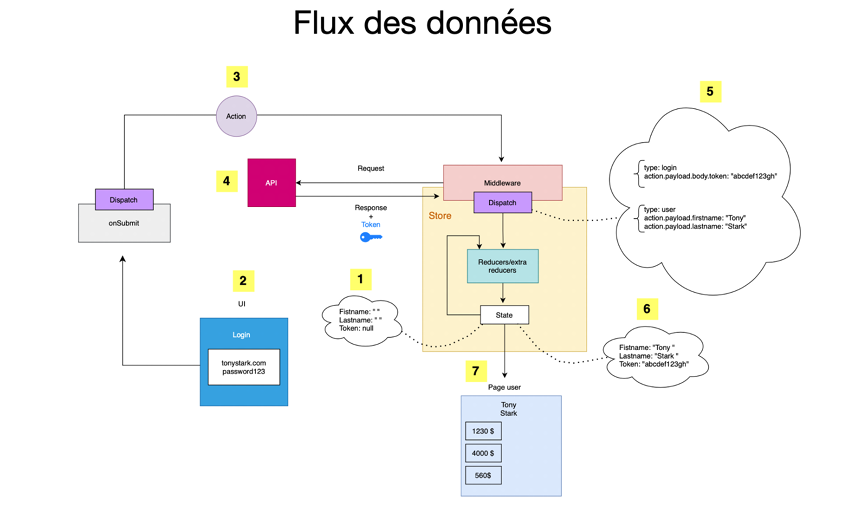 Flux des données
3
5
Action
type: login
action.payload.body.token: "abcdef123gh"
4
API
Request
Middleware
Dispatch
Dispatch
onSubmit
Response
+
Token
Store
type: user
action.payload.firstname: "Tony"
action.payload.lastname: "Stark"
Reducers/extra
reducers
2
UI
1
Fistname: " "
Lastname: " "
Token: null
State
6
Login
tonystark.com
password123
Fistname: "Tony "
Lastname: "Stark "
Token: "abcdef123gh"
7
Page user
Tony
Stark
1230 $
4000 $
560$